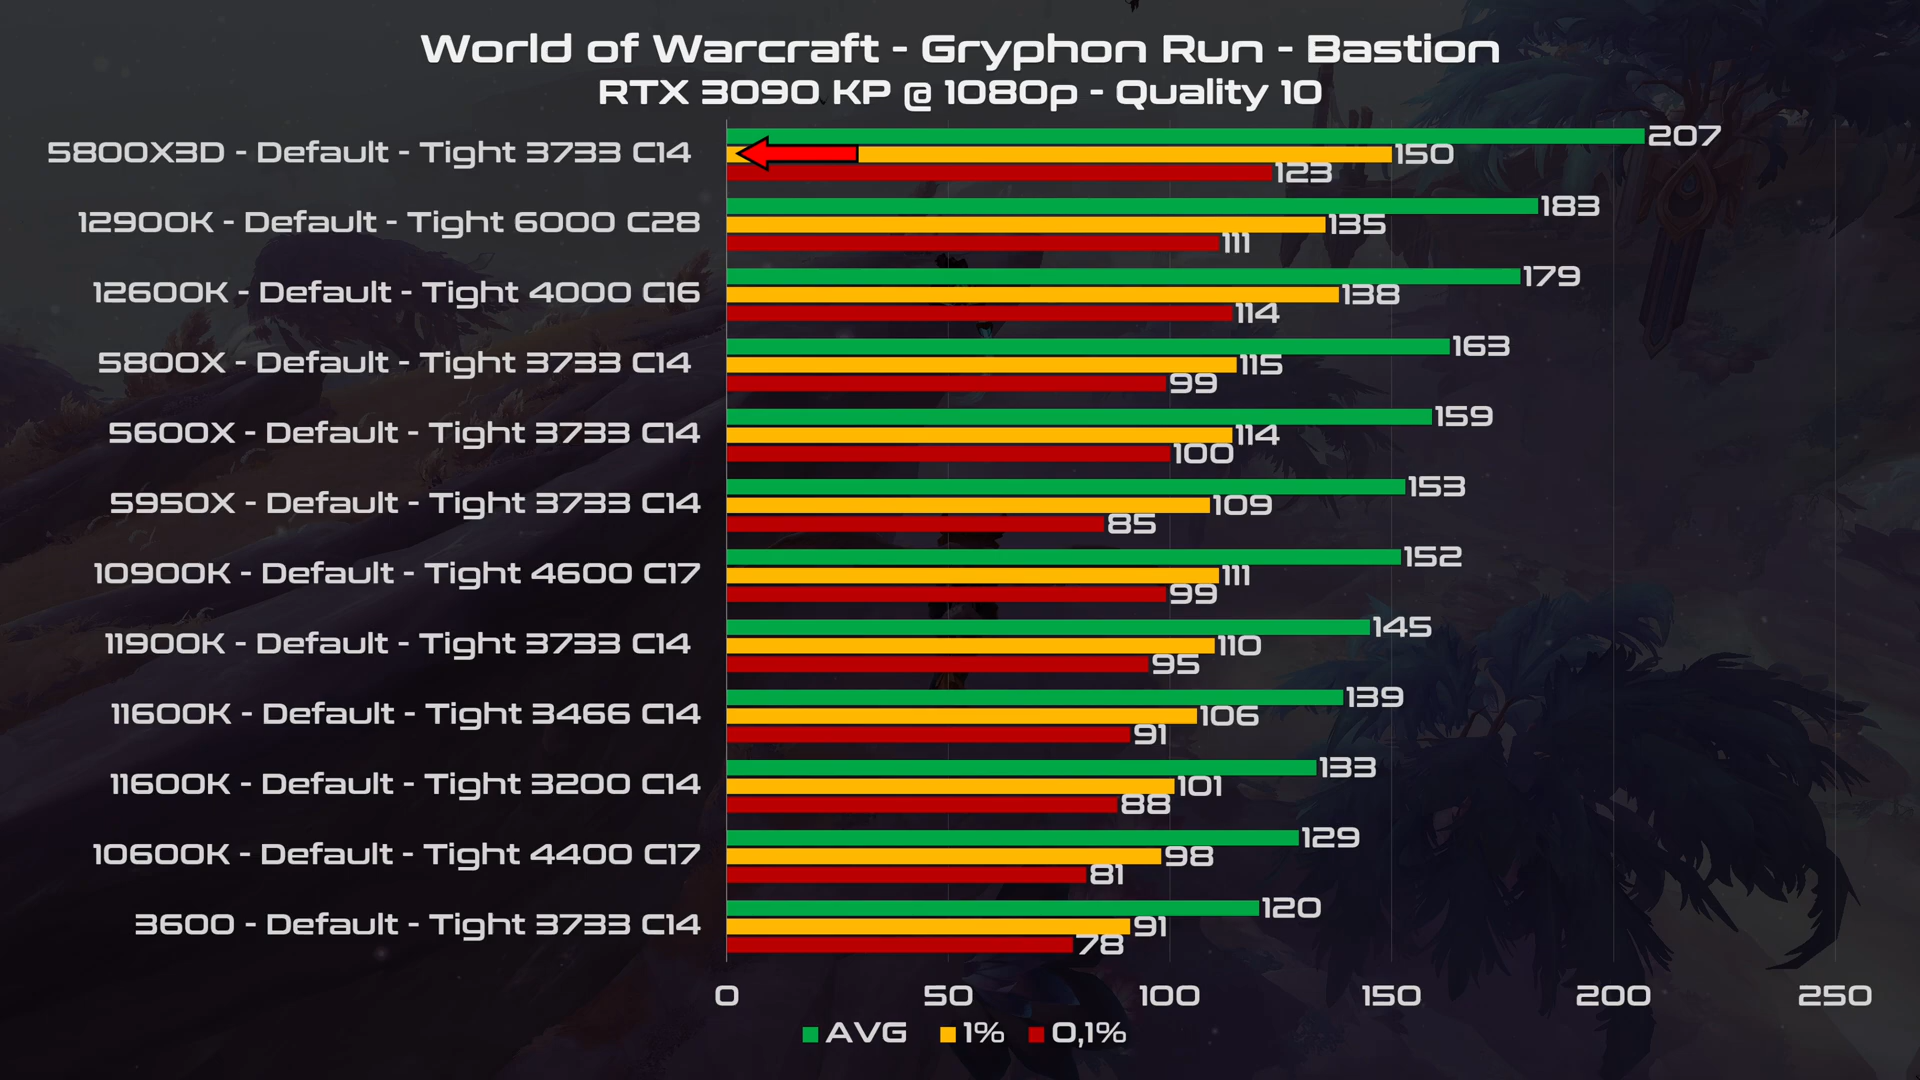 World of Warcraft - Gryphon Run - Bastion
RTX 3090 KP @ 1080p - Quality 10
5800X3D - Default - Tight 3733 C14
207
150
123
12900K - Default - Tight 6000 C28
183
135
111
12600K - Default - Tight 4000 C16
179
138
114
5800X - Default - Tight 3733 C14
163
115
99
5600X - Default - Tight 3733 C14
159
114
100
5950X - Default - Tight 3733 C14
153
109
85
10900K - Default - Tight 4600 C17
152
111
99
11900K - Default - Tight 3733 C14
145
110
95
11600K - Default - Tight 3466 C14
139
106
91
11600K - Default - Tight 3200 C14
133
101
88
10600K - Default - Tight 4400 C17
129
98
81
3600 - Default - Tight 3733 C14
120
91
78
0 50 100 150 200 250
AVG 1% 0,1%